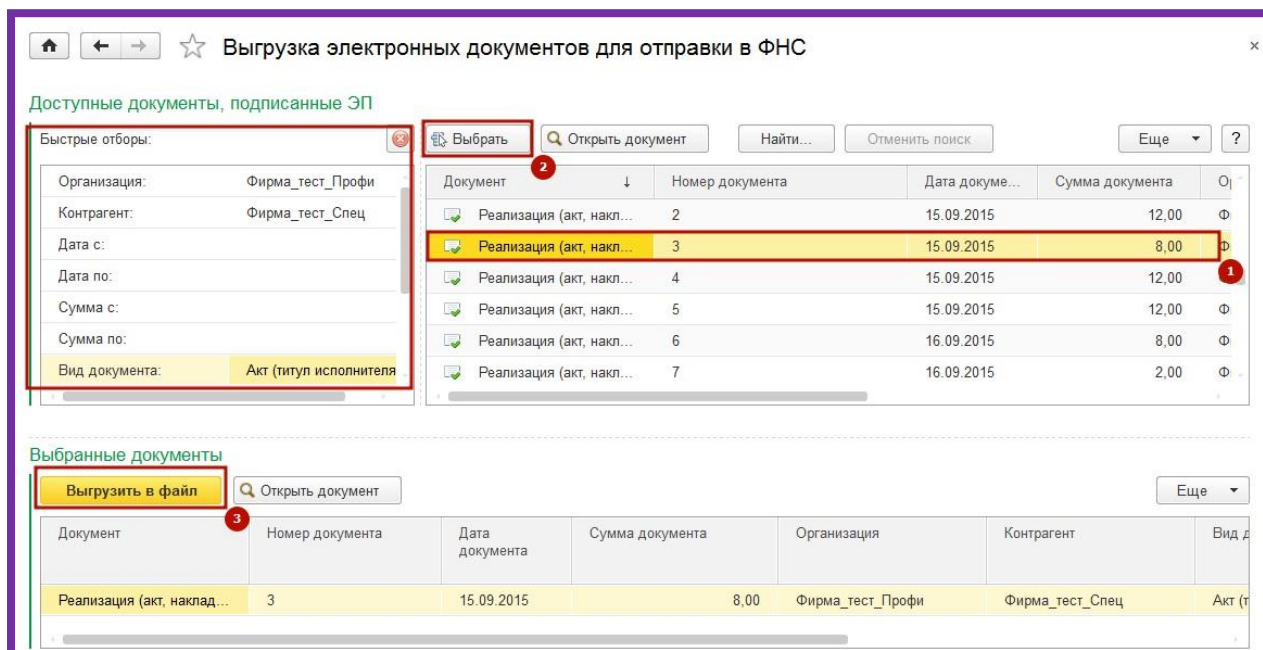 Выгрузка электронных документов для отправки в ФНС
Доступные документы, подписанные ЭП
Быстрые отборы:
Выбрать Открыть документ Найти... Отменить поиск Еще ?
2
Организация: Фирма_тест_Профи
Контрагент: Фирма_тест_Спец
Дата с:
Дата по:
Сумма с:
Сумма по:
Вид документа: Акт (титул исполнителя
Документ ↓ Номер документа Дата докуме... Сумма документа
Реализация (акт, накл... 2 15.09.2015 12,00 Ф
Реализация (акт, накл... 3 15.09.2015 8,00 Ф
1
Реализация (акт, накл... 4 15.09.2015 12,00
Реализация (акт, накл... 5 15.09.2015 12,00 Ф
Реализация (акт, накл... 6 16.09.2015 8,00 Ф
Реализация (акт, накл... 7 16.09.2015 2,00 Ф
Выбранные документы
Выгрузить в файл Открыть документ Еще
3
Документ Номер документа Дата документа Сумма документа Организация Контрагент Вид д
Реализация (акт, наклад... 3 15.09.2015 8,00 Фирма_тест_Профи Фирма_тест_Спец Акт (т